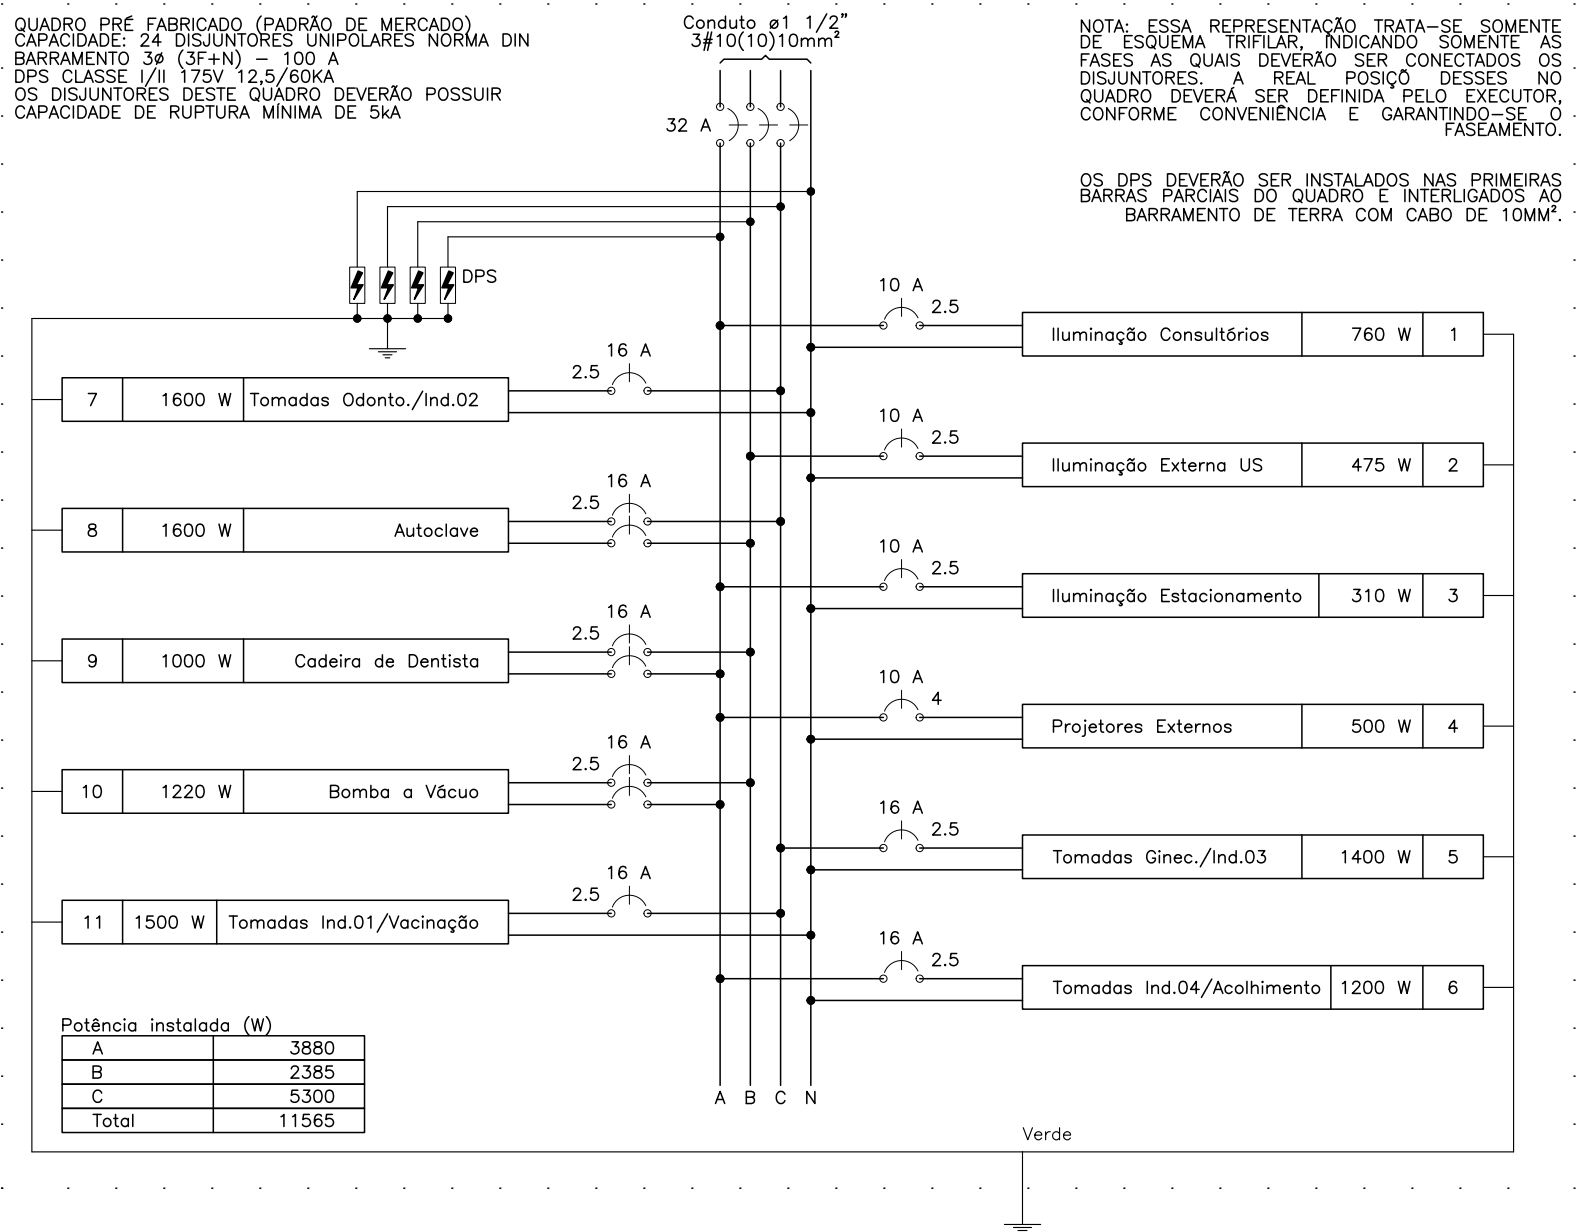 QUADRO PRÉ FABRICADO (PADRÃO DE MERCADO)
CAPACIDADE: 24 DISJUNTORES UNIPOLARES NORMA DIN
BARRAMENTO 3ø (3F+N) – 100 A
DPS CLASSE I/II 175V 12,5/60KA
OS DISJUNTORES DESTE QUADRO DEVERÃO POSSUIR
CAPACIDADE DE RUPTURA MÍNIMA DE 5kA
Conduto ø1 1/2"
3#10(10)10mm²
NOTA: ESSA REPRESENTAÇÃO TRATA–SE SOMENTE
DE ESQUEMA TRIFILAR, INDICANDO SOMENTE AS
FASES AS QUAIS DEVERÃO SER CONECTADOS OS
DISJUNTORES. A REAL POSIÇÕ DESSES NO
QUADRO DEVERÁ SER DEFINIDA PELO EXECUTOR,
CONFORME CONVENIÊNCIA E GARANTINDO–SE O
FASEAMENTO.
OS DPS DEVERÃO SER INSTALADOS NAS PRIMEIRAS
BARRAS PARCIAIS DO QUADRO E INTERLIGADOS AO
BARRAMENTO DE TERRA COM CABO DE 10MM².
32 A
DPS
10 A
2.5
Iluminação Consultórios 760 W 1
16 A
2.5
7 1600 W Tomadas Odonto./Ind.02
10 A
2.5
Iluminação Externa US 475 W 2
16 A
2.5
8 1600 W Autoclave
10 A
2.5
Iluminação Estacionamento 310 W 3
16 A
2.5
9 1000 W Cadeira de Dentista
10 A
4
Projetores Externos 500 W 4
16 A
2.5
10 1220 W Bomba a Vácuo
16 A
2.5
Tomadas Ginec./Ind.03 1400 W 5
16 A
2.5
11 1500 W Tomadas Ind.01/Vacinação
16 A
2.5
Tomadas Ind.04/Acolhimento 1200 W 6
Potência instalada (W)
A 3880
B 2385
C 5300
Total 11565
A B C N
Verde